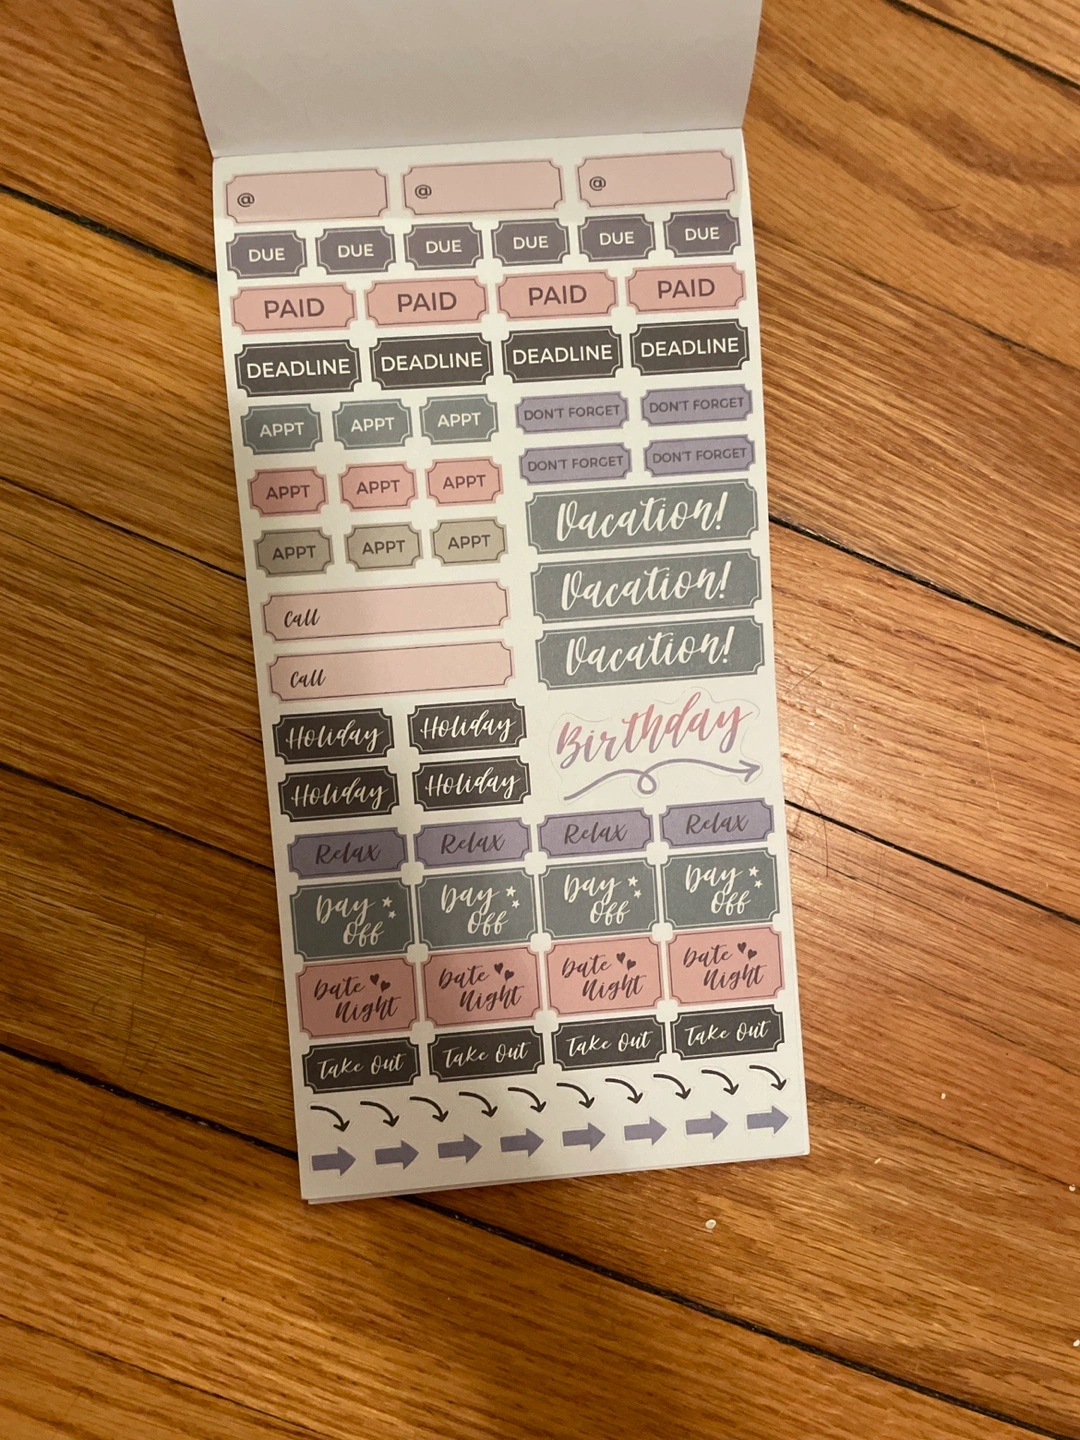 @ @ @
DUE DUE DUE DUE DUE DUE
PAID PAID PAID PAID
DEADLINE DEADLINE DEADLINE DEADLINE
APPT APPT APPT
APPT APPT APPT
APPT APPT APPT
DON'T FORGET DON'T FORGET
DON'T FORGET DON'T FORGET
Vacation!
Vacation!
Vacation!
Call
Call
Holiday Holiday
Holiday Holiday
Birthday
Relax Relax Relax Relax
Day Day Day Day
Off Off Off Off
Date Date Date Date
Night Night Night Night
Take Out Take Out Take Out Take Out